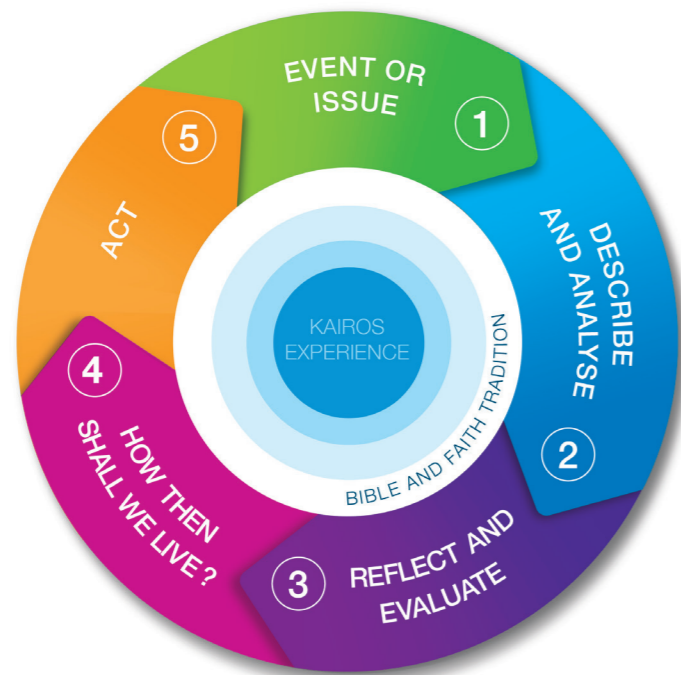 EVENT OR
ISSUE
1
DESCRIBE
AND ANALYSE
2
REFLECT AND
EVALUATE
3
HOW THEN
SHALL WE LIVE?
4
ACT
5
KAIROS
EXPERIENCE
BIBLE AND FAITH TRADITION